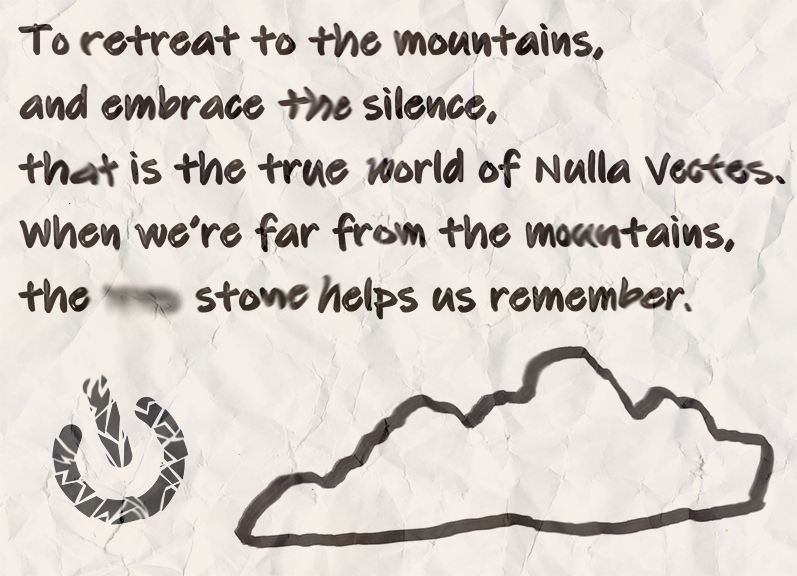 To retreat to the mountains,
and embrace the silence,
that is the true world of Nulla Vectes.
When we're far from the mountains,
the stone helps us remember.